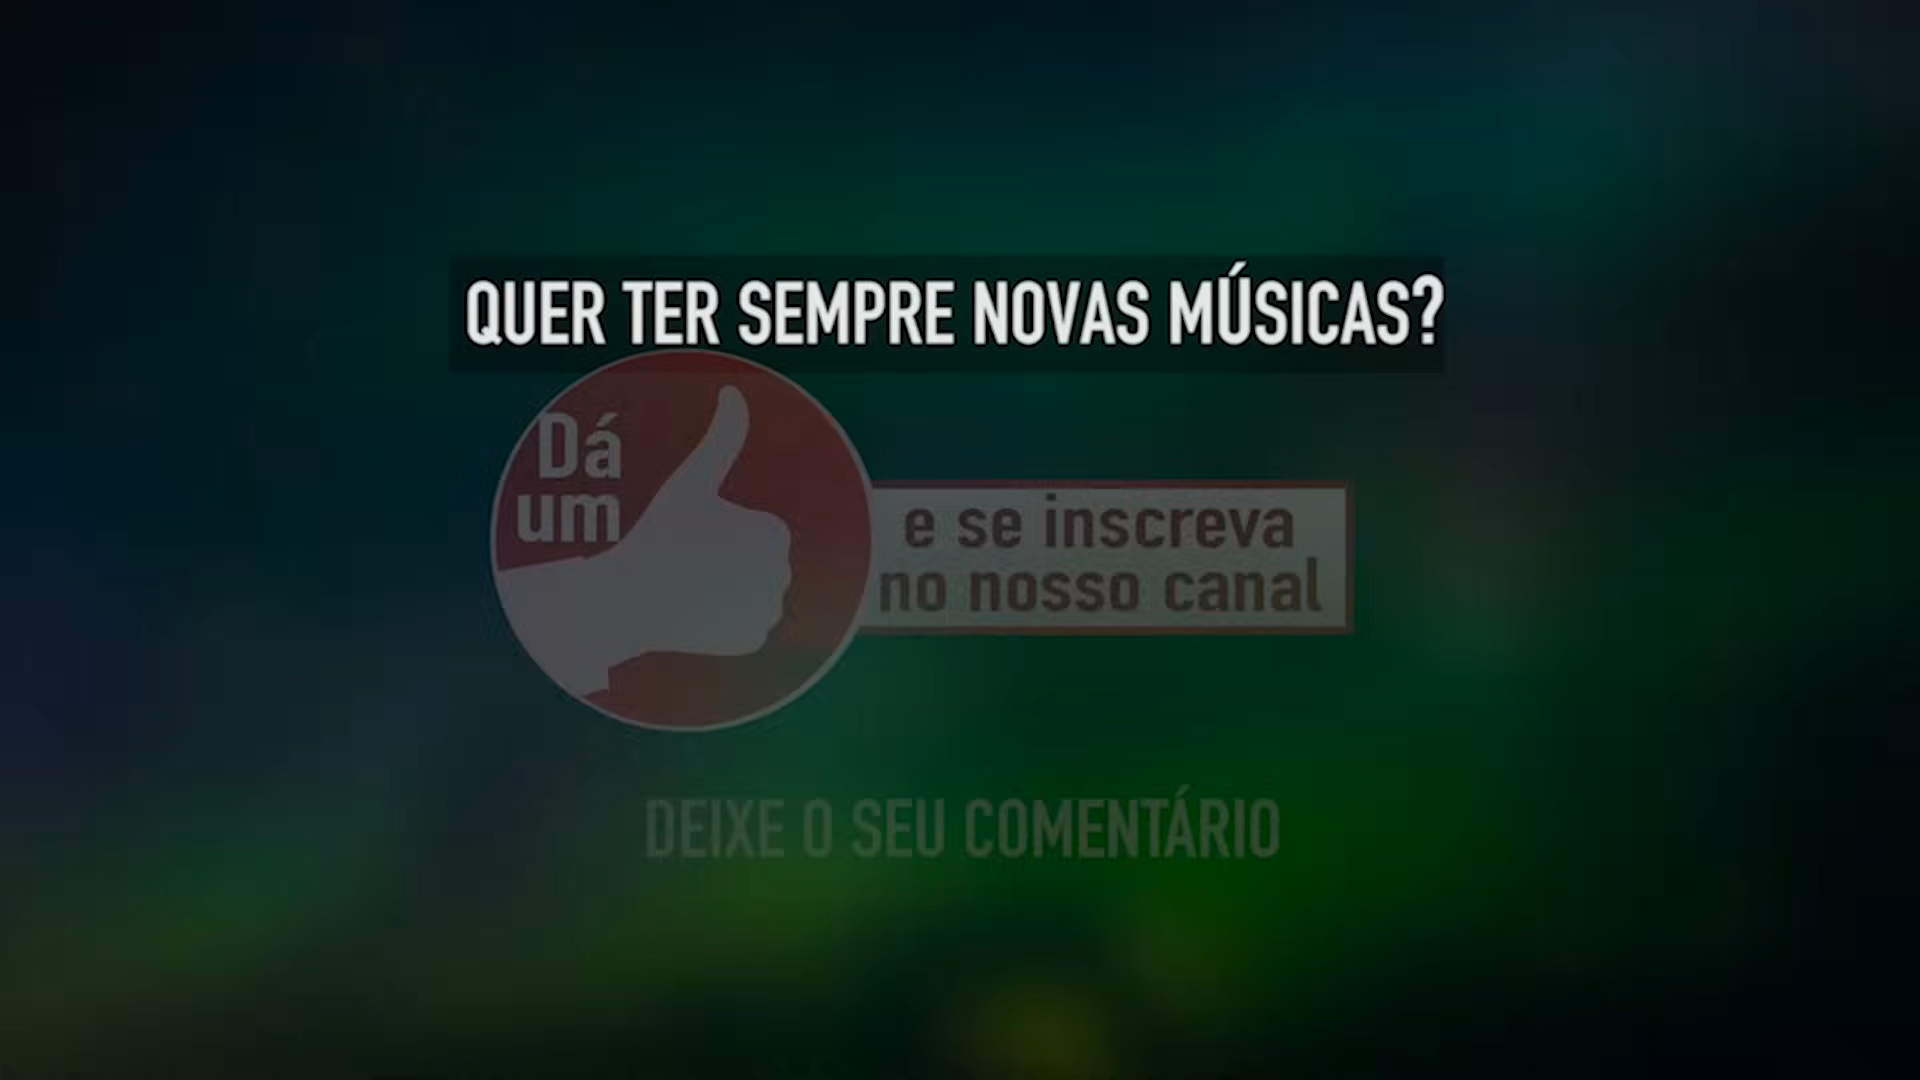 QUER TER SEMPRE NOVAS MÚSICAS?
Dá
um
e se inscreva
no nosso canal
DEIXE O SEU COMENTÁRIO